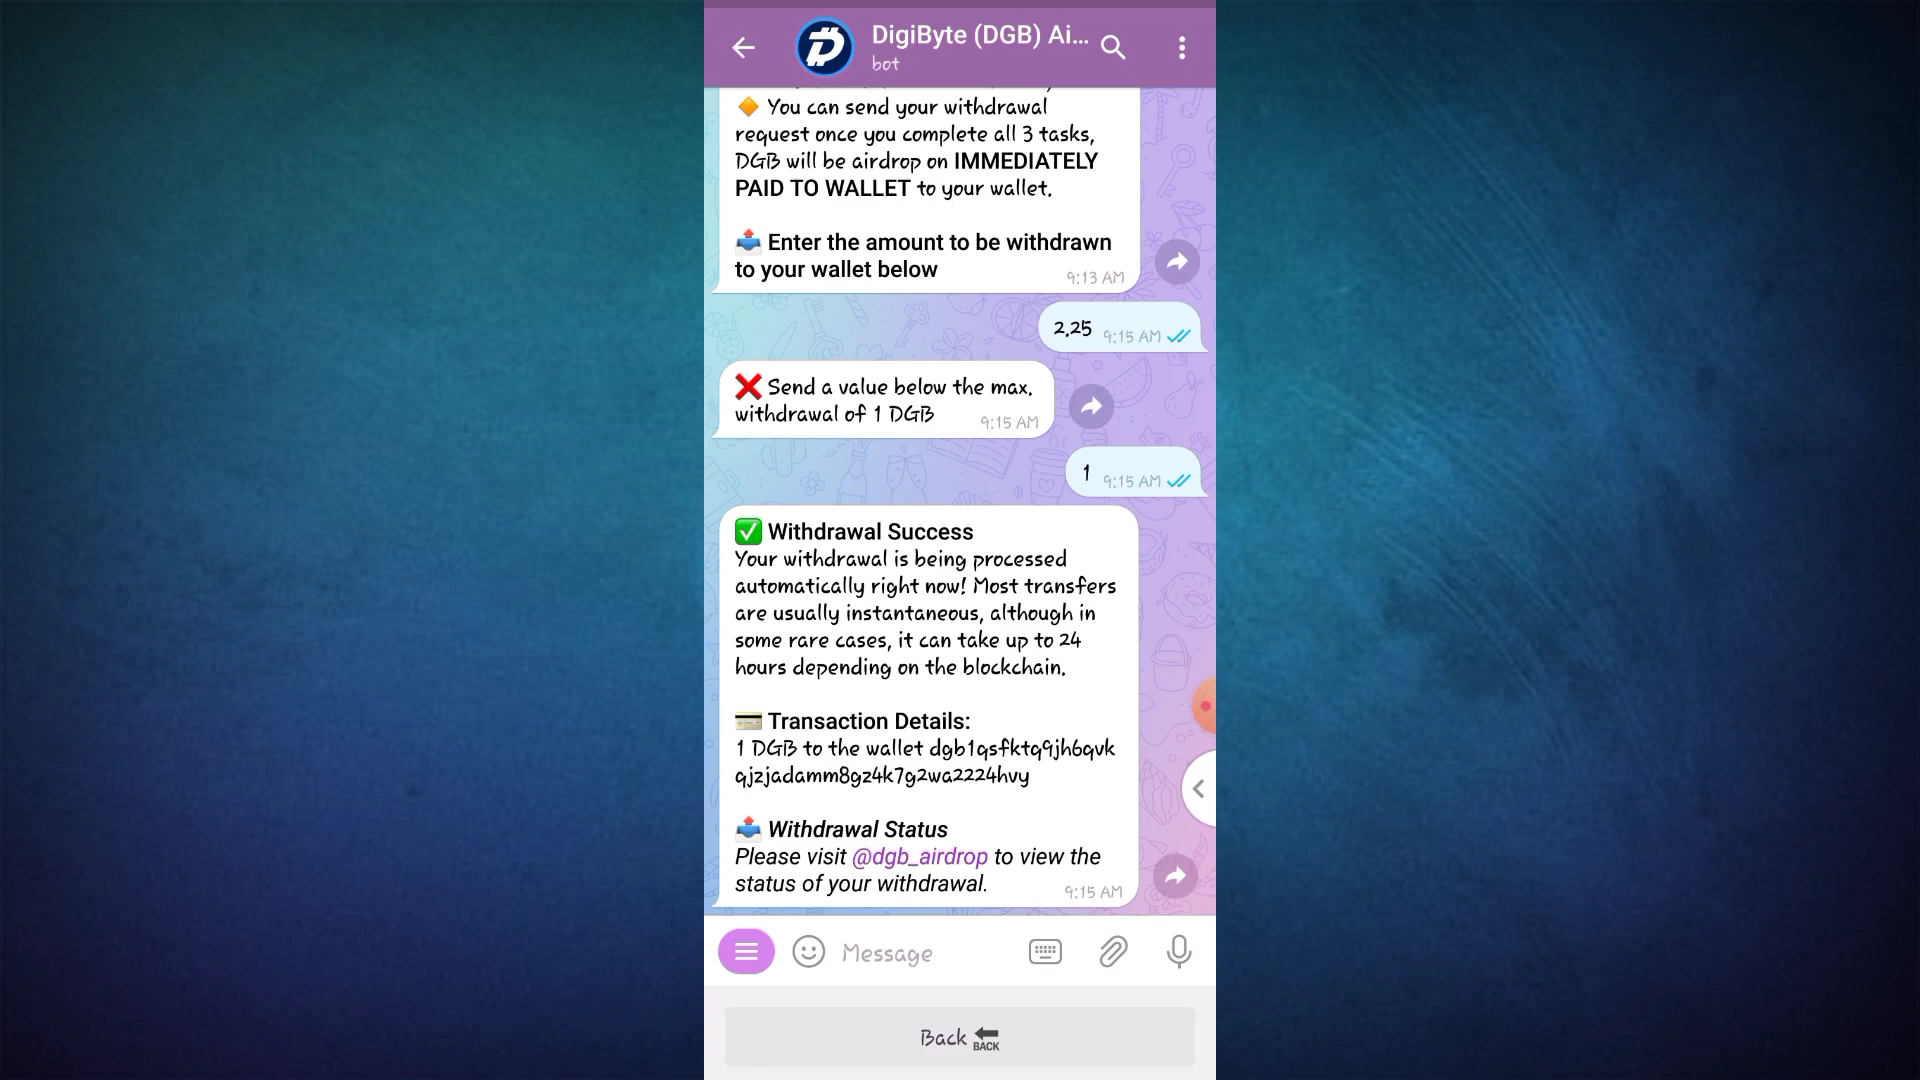 DigiByte (DGB) Ai...
bot
You can send your withdrawal
request once you complete all 3 tasks,
DGB will be airdrop on IMMEDIATELY
PAID TO WALLET to your wallet.
Enter the amount to be withdrawn
to your wallet below
9:13 AM
2.25 9:15 AM
Send a value below the max.
withdrawal of 1 DGB 9:15 AM
1 9:15 AM
Withdrawal Success
Your withdrawal is being processed
automatically right now! Most transfers
are usually instantaneous, although in
some rare cases, it can take up to 24
hours depending on the blockchain.
Transaction Details:
1 DGB to the wallet dgb1qsfktq9jh6qvk
qjzjadamm8gz4k7g2wa2224hvy
Withdrawal Status
Please visit @dgb_airdrop to view the
status of your withdrawal. 9:15 AM
Message
Back BACK